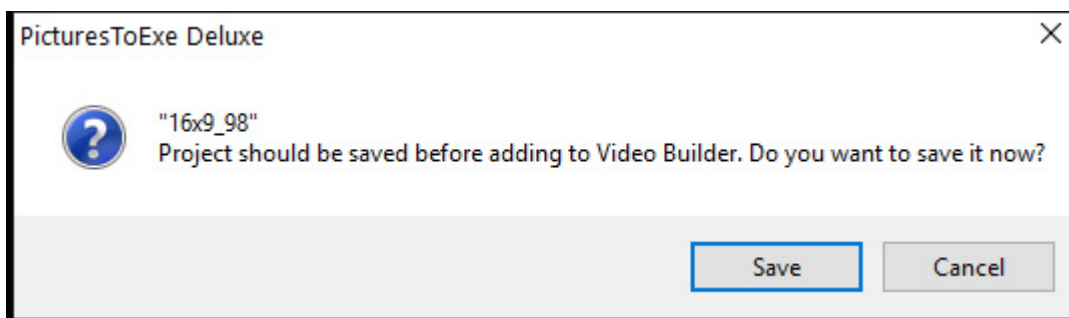 PicturesToExe Deluxe
"16x9_98"
Project should be saved before adding to Video Builder. Do you want to save it now?
Save
Cancel